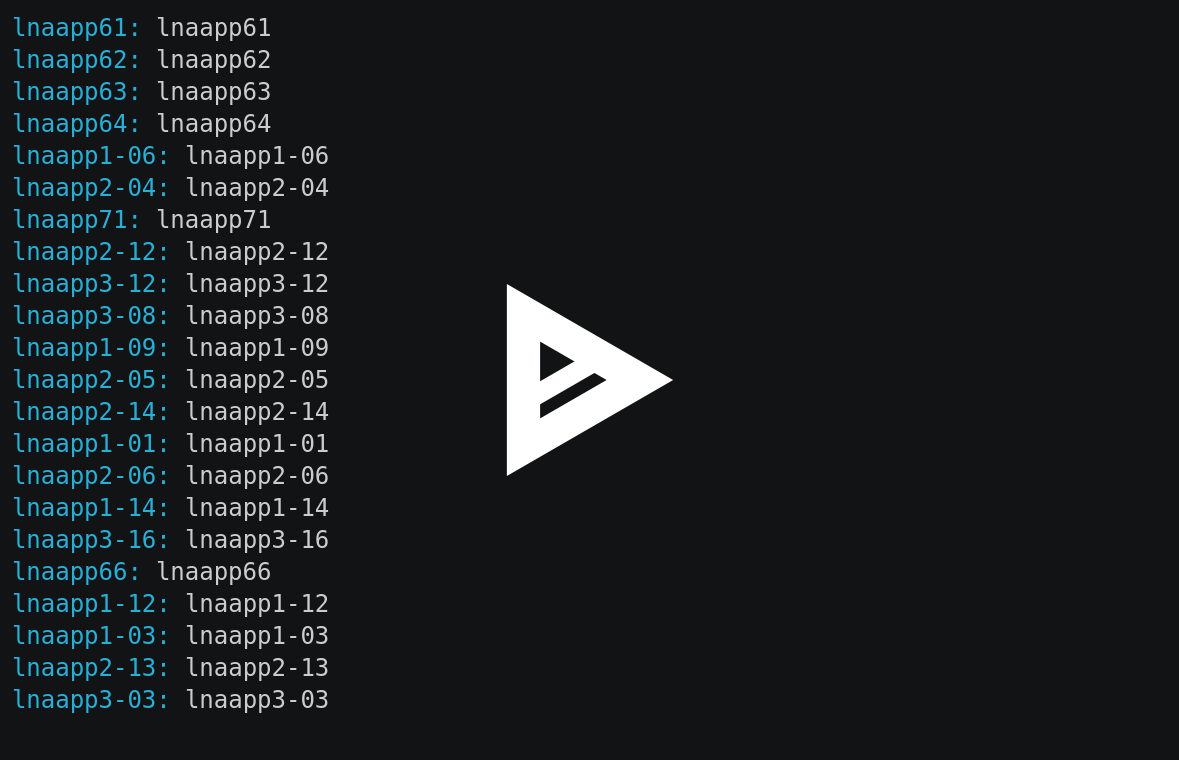 lnaapp61: lnaapp61
lnaapp62: lnaapp62
lnaapp63: lnaapp63
lnaapp64: lnaapp64
lnaapp1-06: lnaapp1-06
lnaapp2-04: lnaapp2-04
lnaapp71: lnaapp71
lnaapp2-12: lnaapp2-12
lnaapp3-12: lnaapp3-12
lnaapp3-08: lnaapp3-08
lnaapp1-09: lnaapp1-09
lnaapp2-05: lnaapp2-05
lnaapp2-14: lnaapp2-14
lnaapp1-01: lnaapp1-01
lnaapp2-06: lnaapp2-06
lnaapp1-14: lnaapp1-14
lnaapp3-16: lnaapp3-16
lnaapp66: lnaapp66
lnaapp1-12: lnaapp1-12
lnaapp1-03: lnaapp1-03
lnaapp2-13: lnaapp2-13
lnaapp3-03: lnaapp3-03